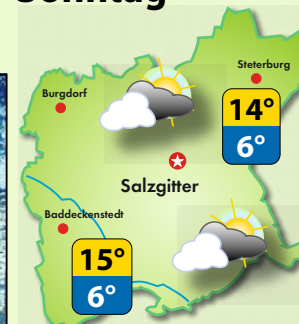 Sonntag
Steterburg
Burgdorf
14°
6°
Salzgitter
Baddeckenstedt
15°
6°